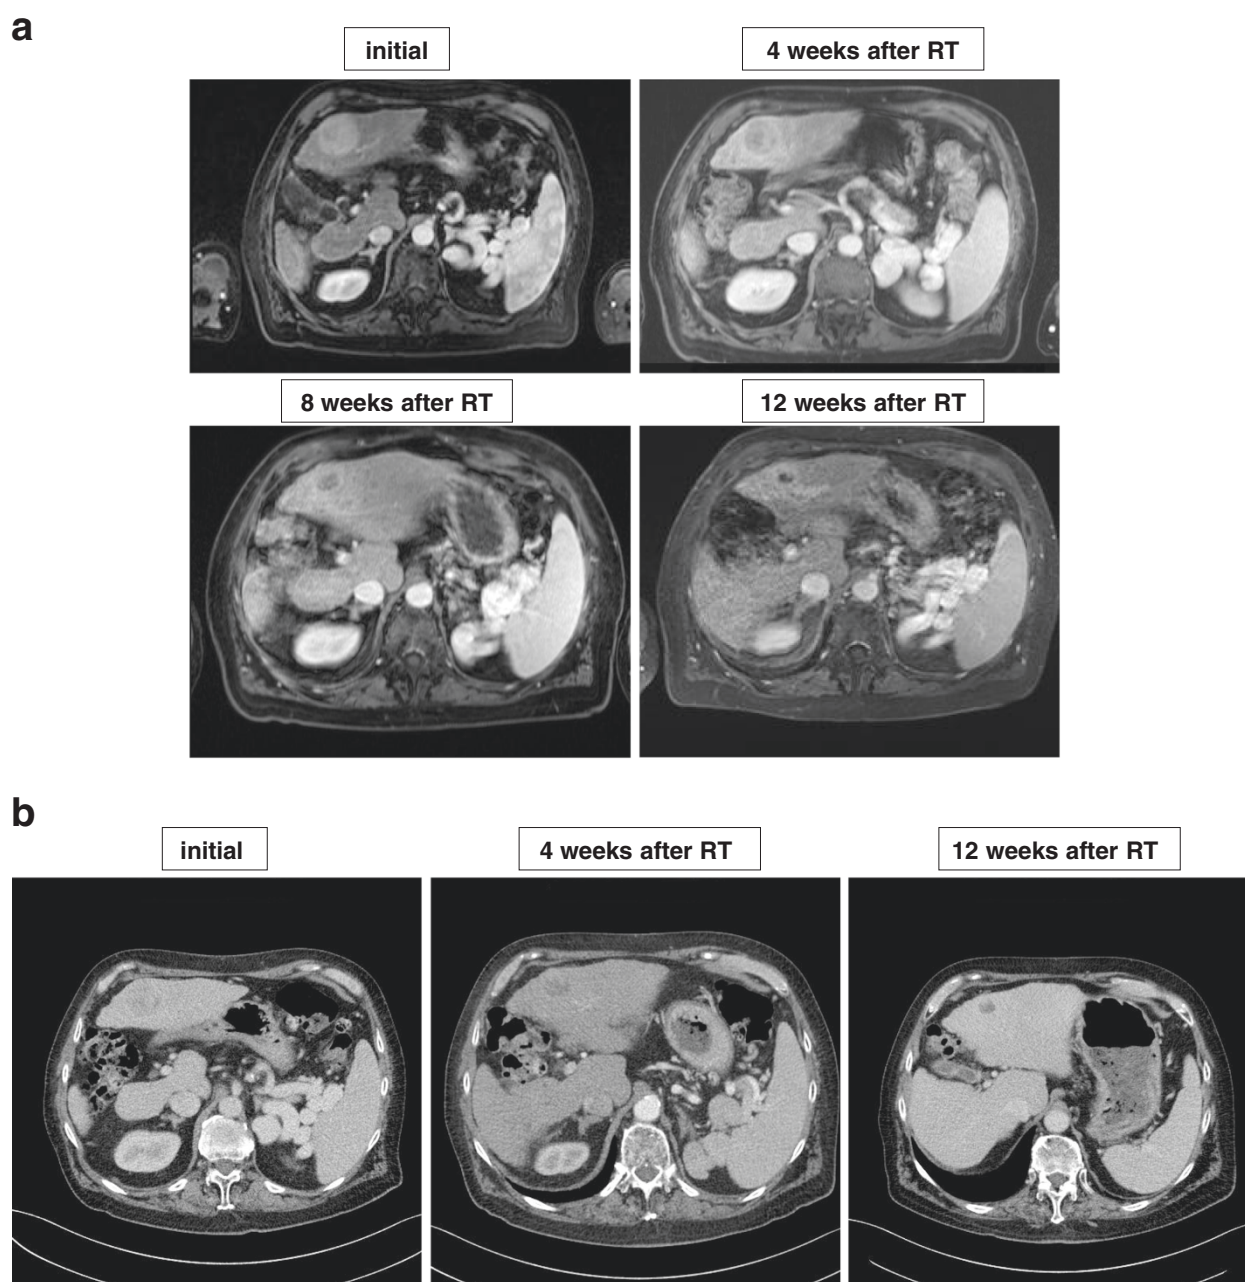 a
initial
4 weeks after RT
8 weeks after RT
12 weeks after RT
b
initial
4 weeks after RT
12 weeks after RT